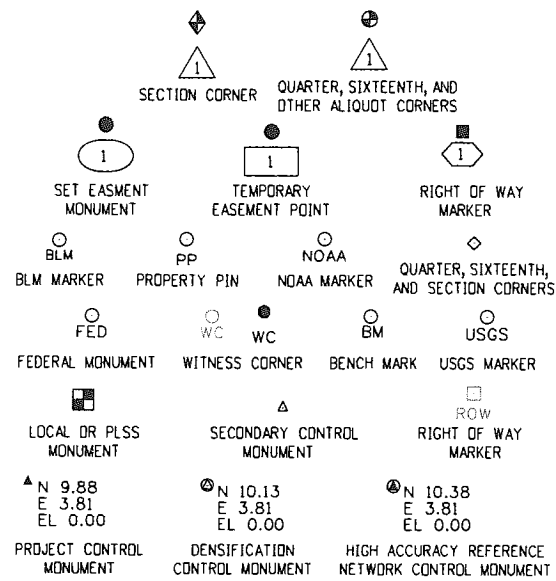 1 1
SECTION CORNER QUARTER, SIXTEENTH, AND
OTHER ALIQUOT CORNERS
1 1 1
SET EASMENT
MONUMENT
TEMPORARY
EASEMENT POINT
RIGHT OF WAY
MARKER
BLM PP NOAA
BLM MARKER PROPERTY PIN NOAA MARKER
QUARTER, SIXTEENTH,
AND SECTION CORNERS
FED WC WC BM USGS
FEDERAL MONUMENT WITNESS CORNER BENCH MARK USGS MARKER
ROW
LOCAL OR PLSS
MONUMENT
SECONDARY CONTROL
MONUMENT
RIGHT OF WAY
MARKER
N 9.88
E 3.81
EL 0.00
PROJECT CONTROL
MONUMENT
N 10.13
E 3.81
EL 0.00
DENSIFICATION
CONTROL MONUMENT
N 10.38
E 3.81
EL 0.00
HIGH ACCURACY REFERENCE
NETWORK CONTROL MONUMENT